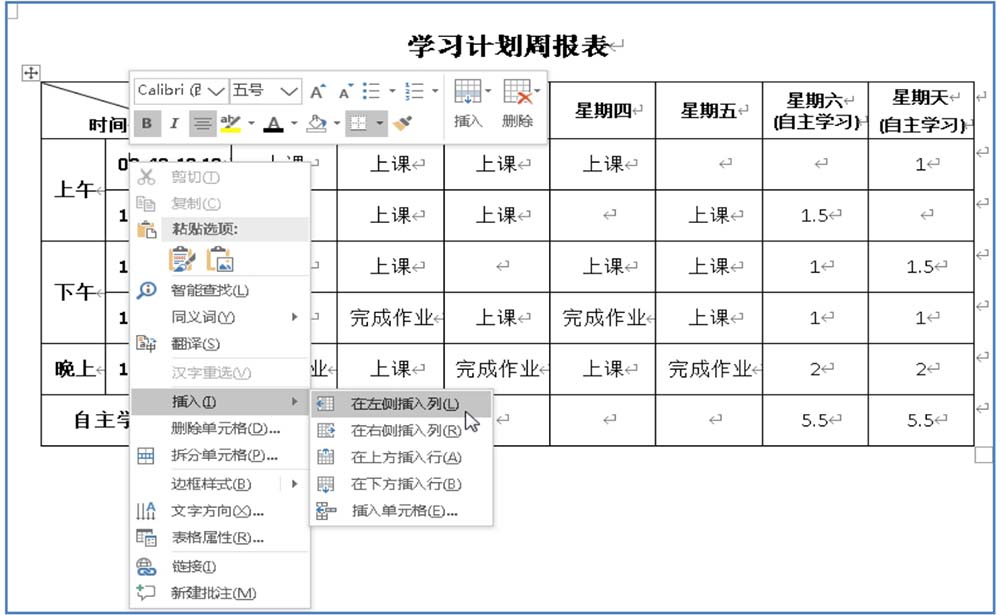 学习计划周报表
Calibri (西 五号
B I 插入 删除
时间
星期四 星期五 星期六 星期天
(自主学习) (自主学习)
上午 上课 上课 上课 1
上课 上课 上课 1.5
下午 上课 上课 上课 1 1.5
完成作业 上课 完成作业 上课 1 1
晚上 业 上课 完成作业 上课 完成作业 2 2
自主学 5.5 5.5
剪切(T)
复制(C)
粘贴选项:
智能查找(L)
同义词(Y)
翻译(S)
汉字重选(V)
插入(I)
删除单元格(D)...
拆分单元格(P)...
边框样式(B)
文字方向(X)...
表格属性(R)...
链接(I)
新建批注(M)
在左侧插入列(L)
在右侧插入列(R)
在上方插入行(A)
在下方插入行(B)
插入单元格(E)...